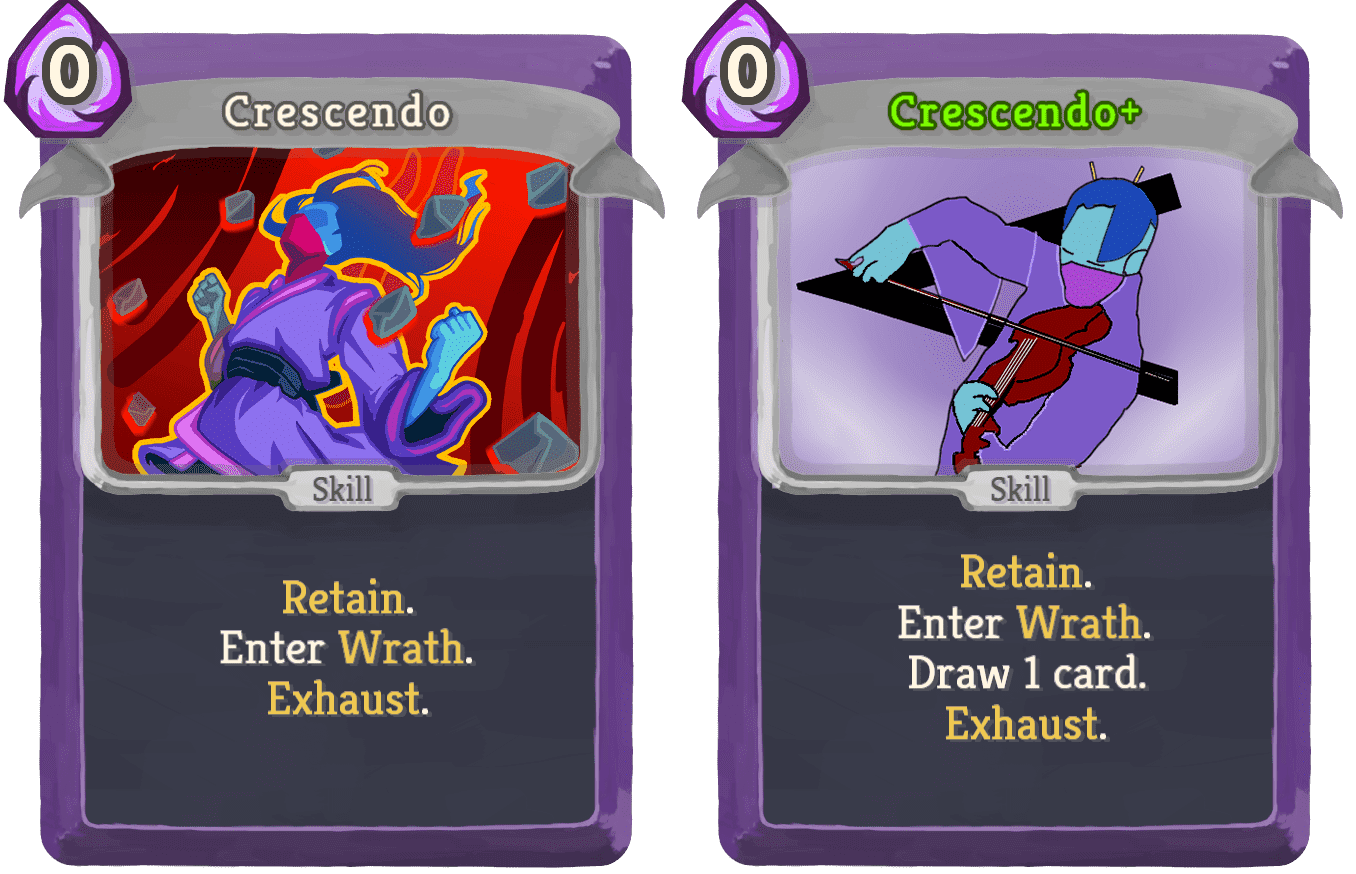 0
Crescendo
Skill
Retain.
Enter Wrath.
Exhaust.
0
Crescendo+
Skill
Retain.
Enter Wrath.
Draw 1 card.
Exhaust.